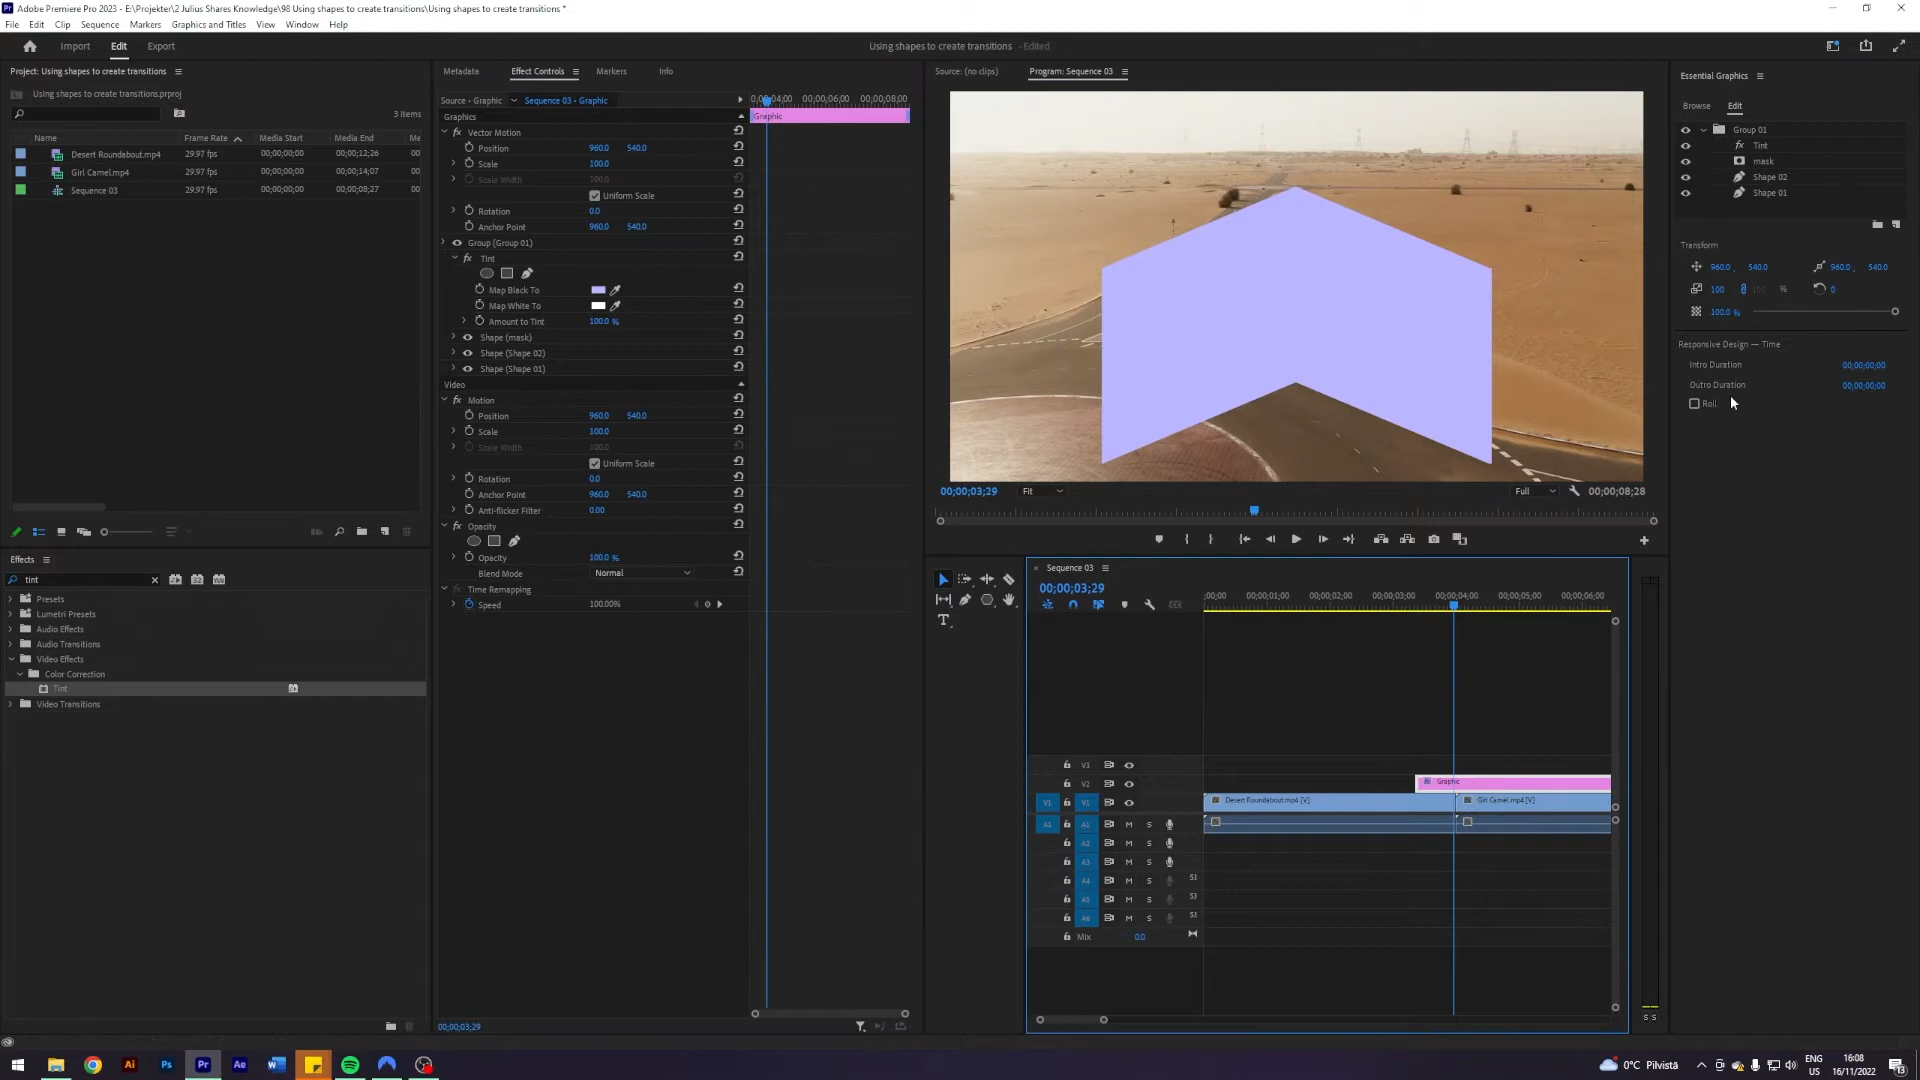 Adobe Premiere Pro 2023 - E:\Projekter\2 Julius Shares Knowledge\98 Using shapes to create transitions\Using shapes to create transitions *
File Edit Clip Sequence Markers Graphics and Titles View Window Help
Import Edit Export
Using shapes to create transitions - Edited
Project: Using shapes to create transitions
Using shapes to create transitions.prproj
3 Items
Name Frame Rate Media Start Media End Me
Desert Roundabout.mp4 29.97 fps 00;00;00;00 00;00;12;26
Girl Camel.mp4 29.97 fps 00;00;00;00 00;00;14;07
Sequence 03 29.97 fps 00;00;00;00 00;00;08;27
Effects
tint
Presets
Lumetri Presets
Audio Effects
Audio Transitions
Video Effects
Color Correction
Tint
Video Transitions
Metadata Effect Controls Markers Info
Source - Graphic Sequence 03 - Graphic
00;00;06;00 00;00;08;00
Graphics
Graphic
Vector Motion
Position 960.0 540.0
Scale 100.0
Scale Width 100.0
Uniform Scale
Rotation 0.0
Anchor Point 960.0 540.0
Group (Group 01)
Tint
Map Black To
Map White To
Amount to Tint 100.0 %
Shape (mask)
Shape (Shape 02)
Shape (Shape 01)
Video
Motion
Position 960.0 540.0
Scale 100.0
Scale Width 100.0
Uniform Scale
Rotation 0.0
Anchor Point 960.0 540.0
Anti-flicker Filter 0.00
Opacity
Opacity 100.0 %
Blend Mode Normal
Time Remapping
Speed 100.00%
00;00;03;29
Source: (no clips) Program: Sequence 03
00;00;03;29 Fit Full 00;00;08;28
Sequence 03
00;00;03;29
;00;00 00;00;01;00 00;00;02;00 00;00;03;00 00;00;04;00 00;00;05;00 00;00;06;00
V3
V2
Graphic
V1 V1
Desert Roundabout.mp4 [V] Girl Camel.mp4 [V]
A1 A1 M S
A2 M S
A3 M S
A4 M S 5.1
A5 M S 5.1
A6 M S 5.1
Mix 0.0
S S
Essential Graphics
Browse Edit
Group 01
Tint
mask
Shape 02
Shape 01
Transform
960.0 , 540.0 960.0 , 540.0
100 100 % 0
100.0 %
Responsive Design — Time
Intro Duration 00;00;00;00
Outro Duration 00;00;00;00
Roll
0°C Pilvistä
ENG
US
16:08
16/11/2022